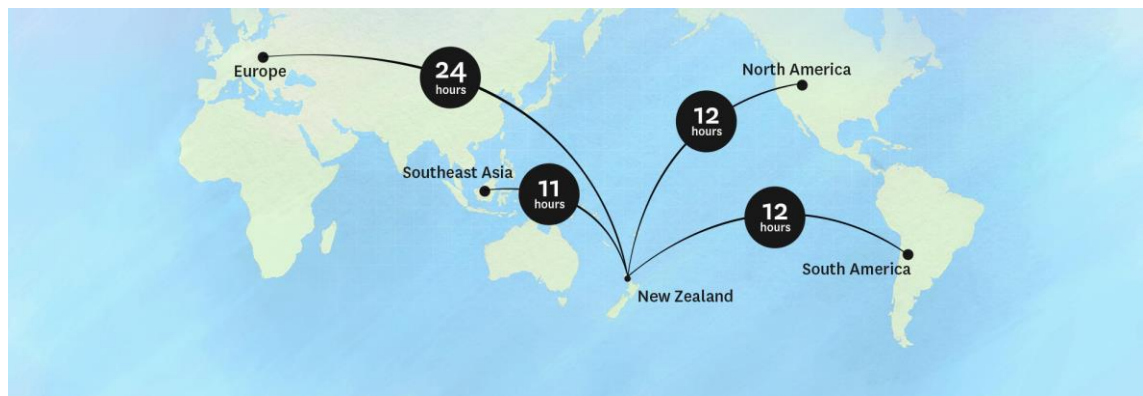 Europe
24
hours
North America
12
hours
Southeast Asia
11
hours
12
hours
South America
New Zealand